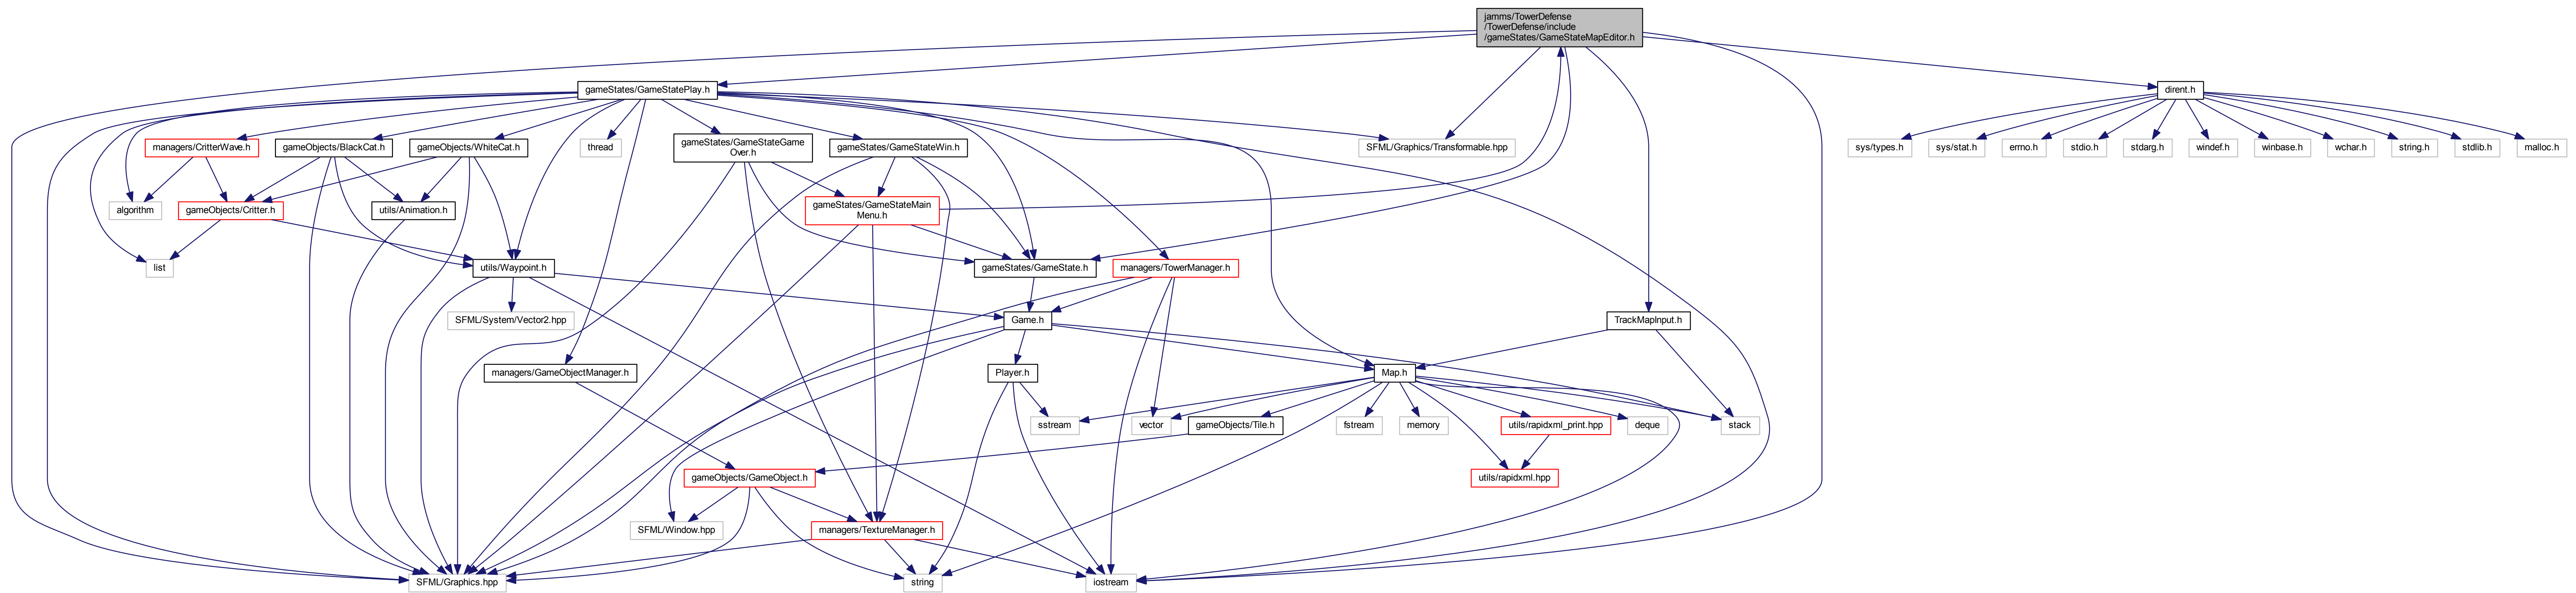 jamms/TowerDefense
/TowerDefense/include
/gameStates/GameStateMapEditor.h
gameStates/GameStatePlay.h
dirent.h
managers/CritterWave.h
gameObjects/BlackCat.h
gameObjects/WhiteCat.h
thread
gameStates/GameStateGame
Over.h
gameStates/GameStateWin.h
SFML/Graphics/Transformable.hpp
sys/types.h
sys/stat.h
errno.h
stdio.h
stdarg.h
windef.h
winbase.h
wchar.h
string.h
stdlib.h
malloc.h
algorithm
gameObjects/Critter.h
utils/Animation.h
gameStates/GameStateMain
Menu.h
list
utils/Waypoint.h
gameStates/GameState.h
managers/TowerManager.h
SFML/System/Vector2.hpp
Game.h
TrackMapInput.h
managers/GameObjectManager.h
Player.h
Map.h
sstream
vector
gameObjects/Tile.h
fstream
memory
utils/rapidxml_print.hpp
deque
stack
gameObjects/GameObject.h
utils/rapidxml.hpp
SFML/Window.hpp
managers/TextureManager.h
SFML/Graphics.hpp
string
iostream